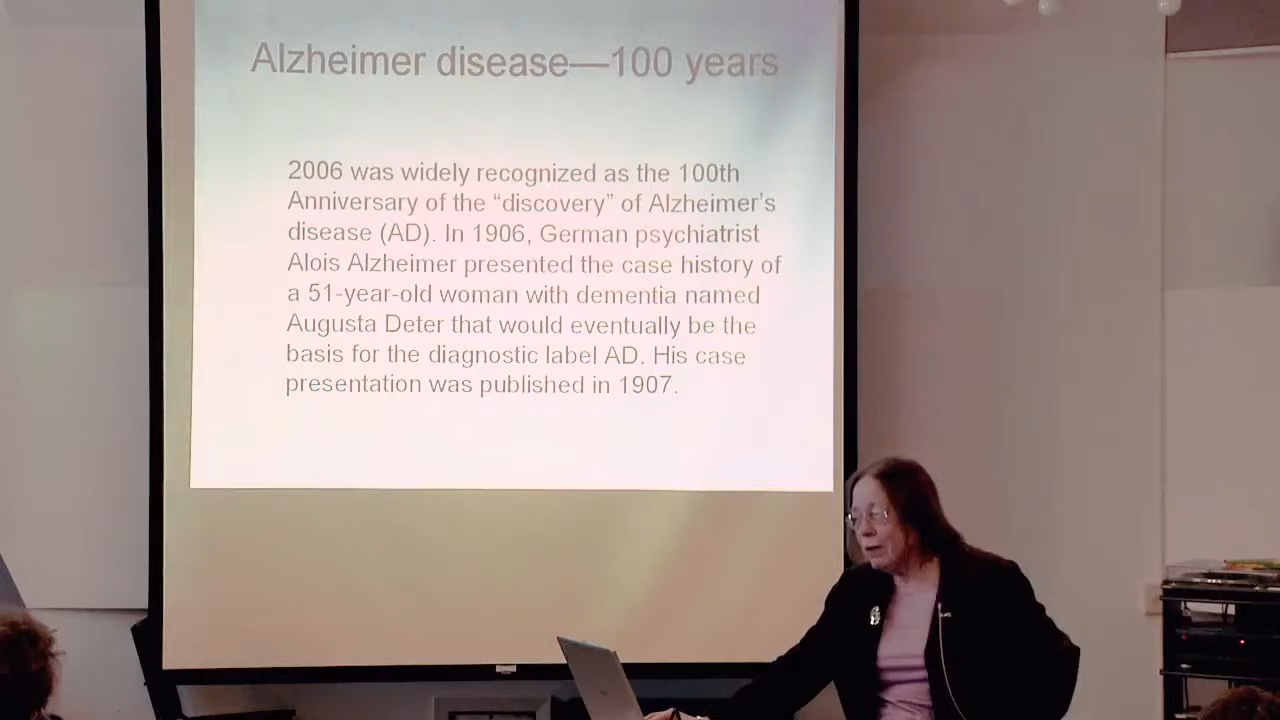 Alzheimer disease—100 years
2006 was widely recognized as the 100th
Anniversary of the “discovery” of Alzheimer’s
disease (AD). In 1906, German psychiatrist
Alois Alzheimer presented the case history of
a 51-year-old woman with dementia named
Augusta Deter that would eventually be the
basis for the diagnostic label AD. His case
presentation was published in 1907.